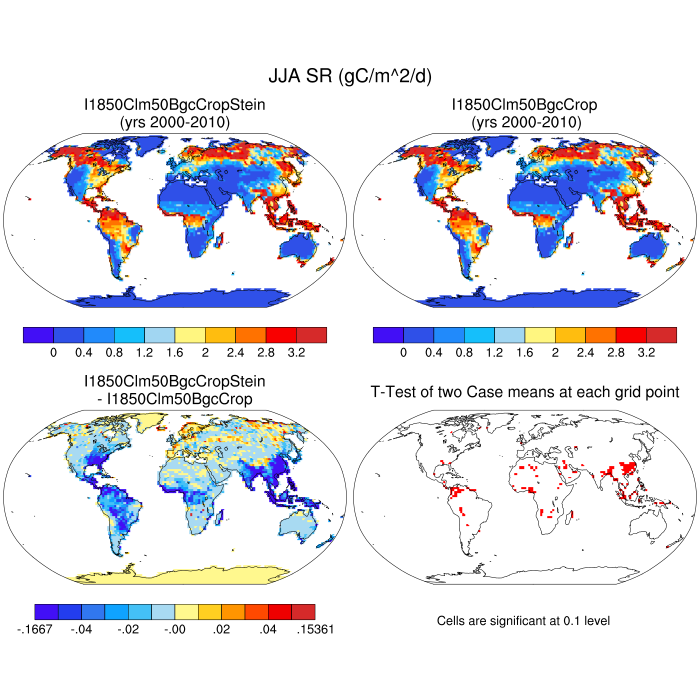 JJA SR (gC/m^2/d)
I1850Clm50BgcCropStein
(yrs 2000-2010)
I1850Clm50BgcCrop
(yrs 2000-2010)
0 0.4 0.8 1.2 1.6 2 2.4 2.8 3.2
0 0.4 0.8 1.2 1.6 2 2.4 2.8 3.2
I1850Clm50BgcCropStein
- I1850Clm50BgcCrop
T-Test of two Case means at each grid point
-.1667 -.04 -.02 -.00 .02 .04 .15361
Cells are significant at 0.1 level